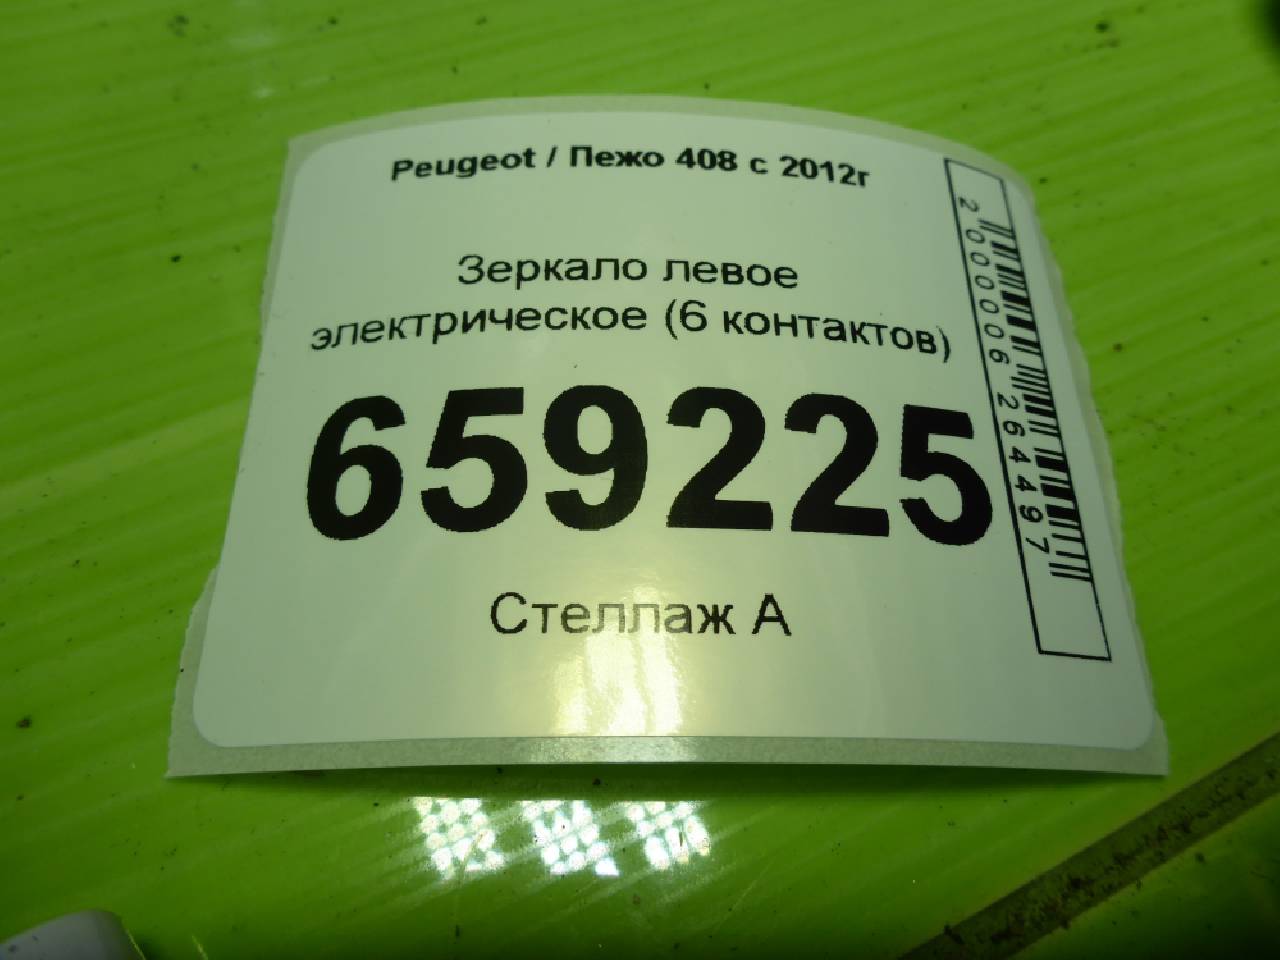 Peugeot / Пежо 408 с 2012г
Зеркало левое
электрическое (6 контактов)
659225
Стеллаж А
2000006264497